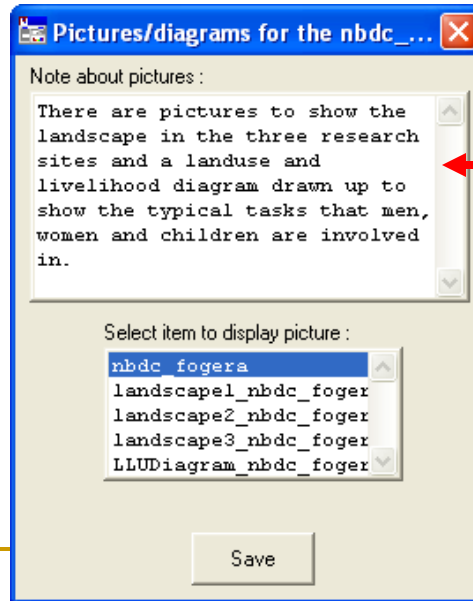 Pictures/diagrams for the nbdc_...
Note about pictures :
There are pictures to show the
landscape in the three research
sites and a landuse and
livelihood diagram drawn up to
show the typical tasks that men,
women and children are involved
in.
Select item to display picture :
nbdc_fogera
landscape1_nbdc_foger
landscape2_nbdc_foger
landscape3_nbdc_foger
LLUDiagram_nbdc_foger
Save